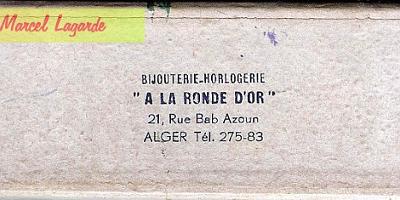 Marcel Lagarde
BIJOUTERIE-HORLOGERIE
" A LA RONDE D'OR "
21, Rue Bab Azoun
ALGER Tél. 275-83